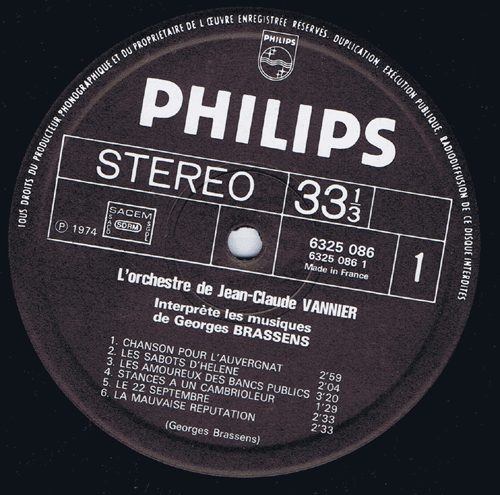 TOUS DROITS DU PRODUCTEUR PHONOGRAPHIQUE ET DU PROPRIETAIRE DE L'ŒUVRE ENREGISTREE RESERVES. DUPLICATION, EXECUTION PUBLIQUE, RADIODIFFUSION DE CE DISQUE INTERDITES
PHILIPS
PHILIPS
STEREO 33 1/3
℗ 1974
SACEM
SACD SDRM SGDL
6325 086
6325 086 1
Made in France
1
L'orchestre de Jean-Claude VANNIER
Interprète les musiques
de Georges BRASSENS
1. CHANSON POUR L'AUVERGNAT 2'59
2. LES SABOTS D'HELENE 2'04
3. LES AMOUREUX DES BANCS PUBLICS 3'20
4. STANCES A UN CAMBRIOLEUR 1'29
5. LE 22 SEPTEMBRE 2'33
6. LA MAUVAISE REPUTATION 2'33
(Georges Brassens)